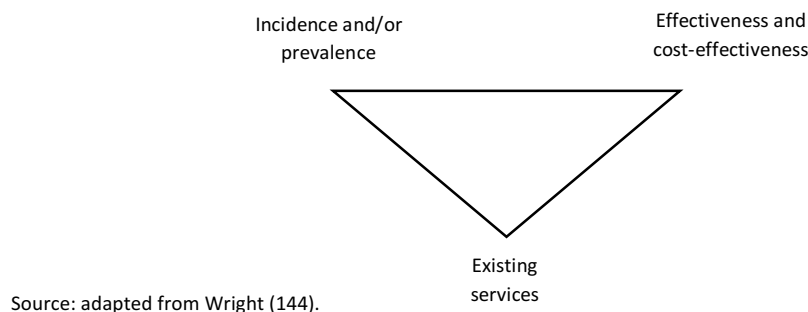 Incidence and/or
prevalence
Effectiveness and
cost-effectiveness
Existing
services
Source: adapted from Wright (144).